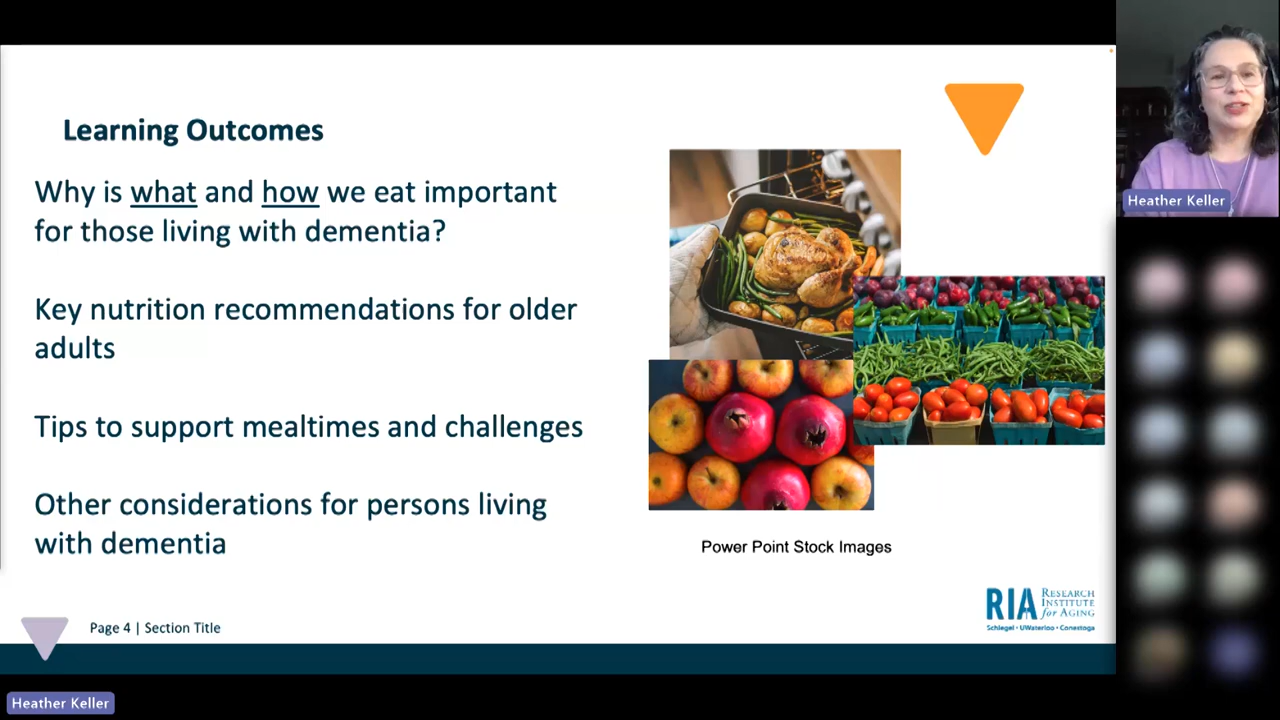 Learning Outcomes
Why is what and how we eat important
for those living with dementia?
Key nutrition recommendations for older
adults
Tips to support mealtimes and challenges
Other considerations for persons living
with dementia
Power Point Stock Images
RIA RESEARCH
INSTITUTE
for AGING
Schlegel • UWaterloo • Conestoga
Page 4 | Section Title
Heather Keller
Heather Keller